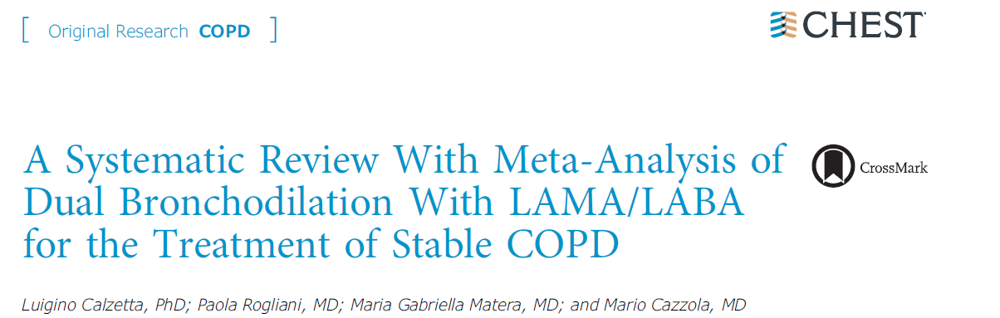 [ Original Research COPD ]
CHEST
A Systematic Review With Meta-Analysis of
Dual Bronchodilation With LAMA/LABA
for the Treatment of Stable COPD
CrossMark
Luigino Calzetta, PhD; Paola Rogliani, MD; Maria Gabriella Matera, MD; and Mario Cazzola, MD